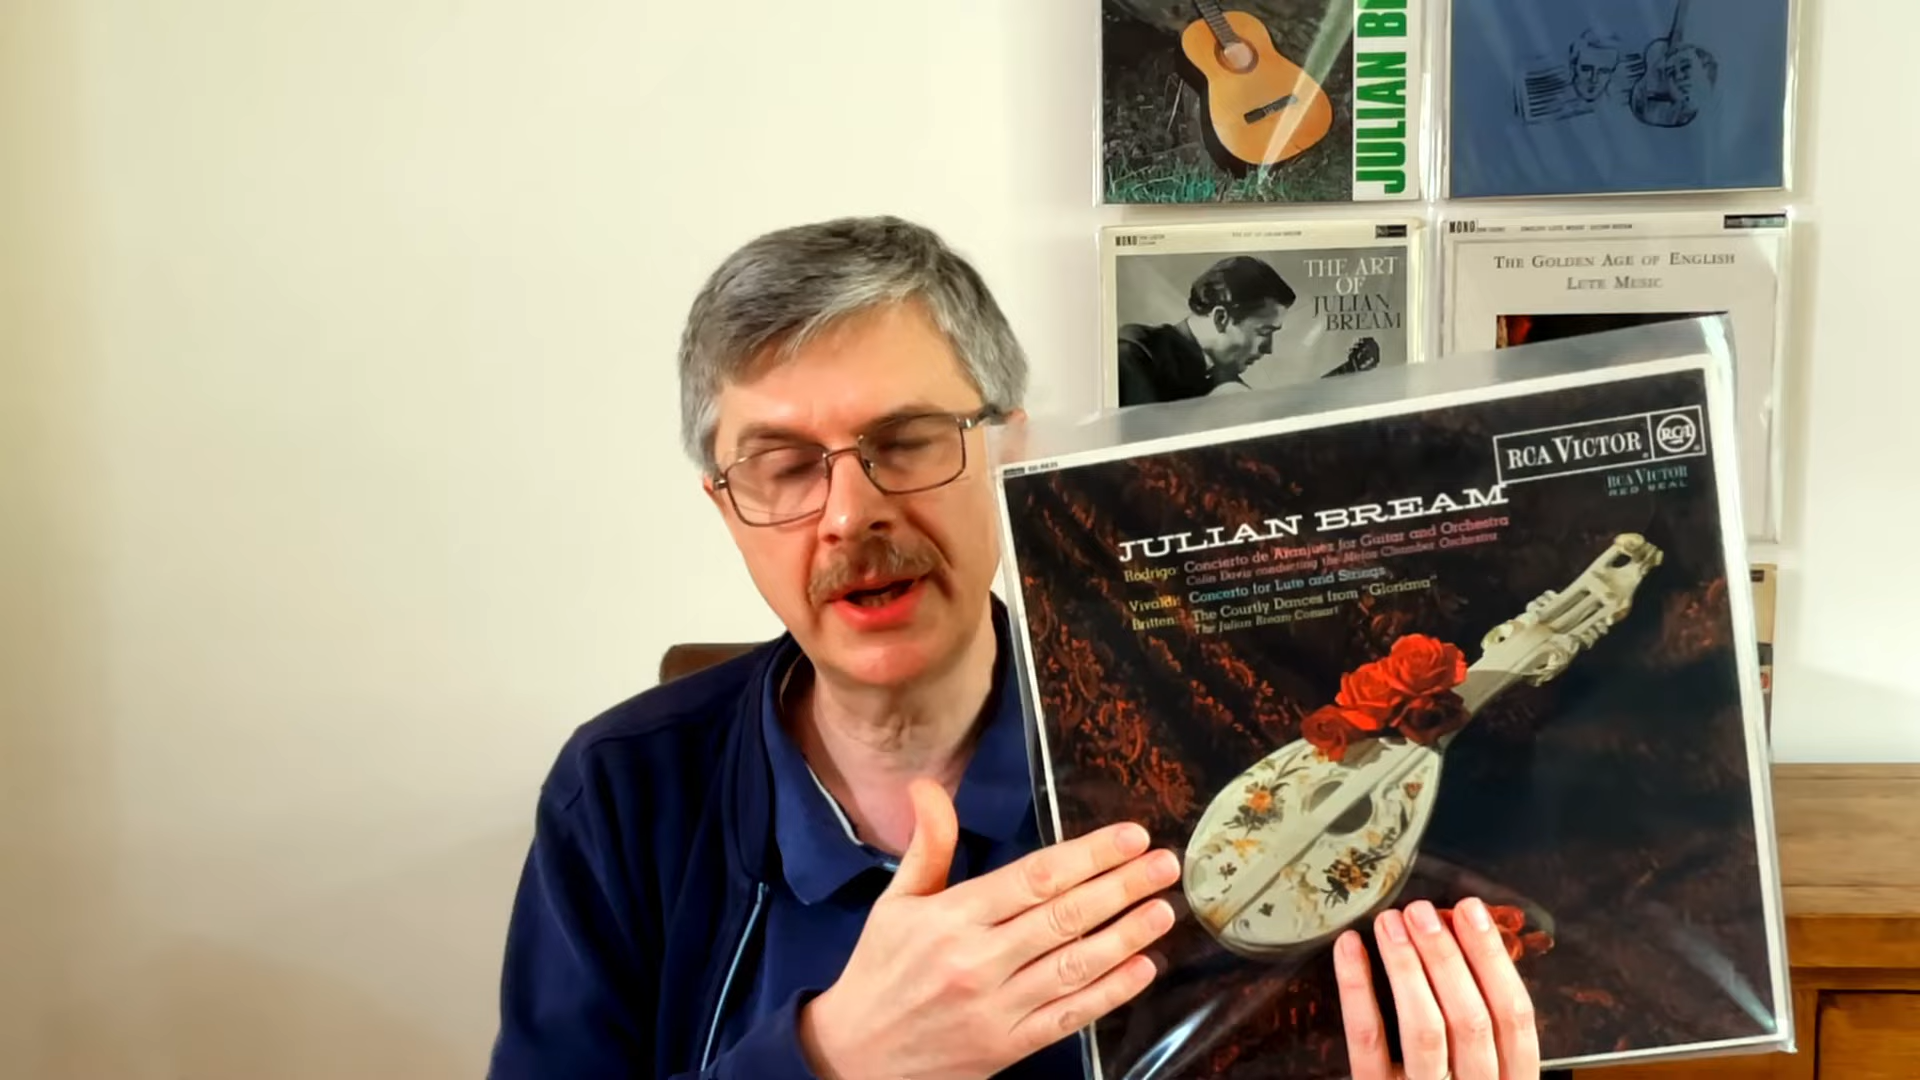 JULIAN BR
MONO
THE ART
OF
JULIAN
BREAM
MONO
THE GOLDEN AGE OF ENGLISH
LUTE MUSIC
RCA VICTOR
RCA
RCA VICTOR
RED SEAL
JULIAN BREAM
Rodrigo: Concierto de Aranjuez for Guitar and Orchestra
Colin Davis conducting the Melos Chamber Orchestra
Vivaldi: Concerto for Lute and Strings
Britten: The Courtly Dances from "Gloriana"
The Julian Bream Consort